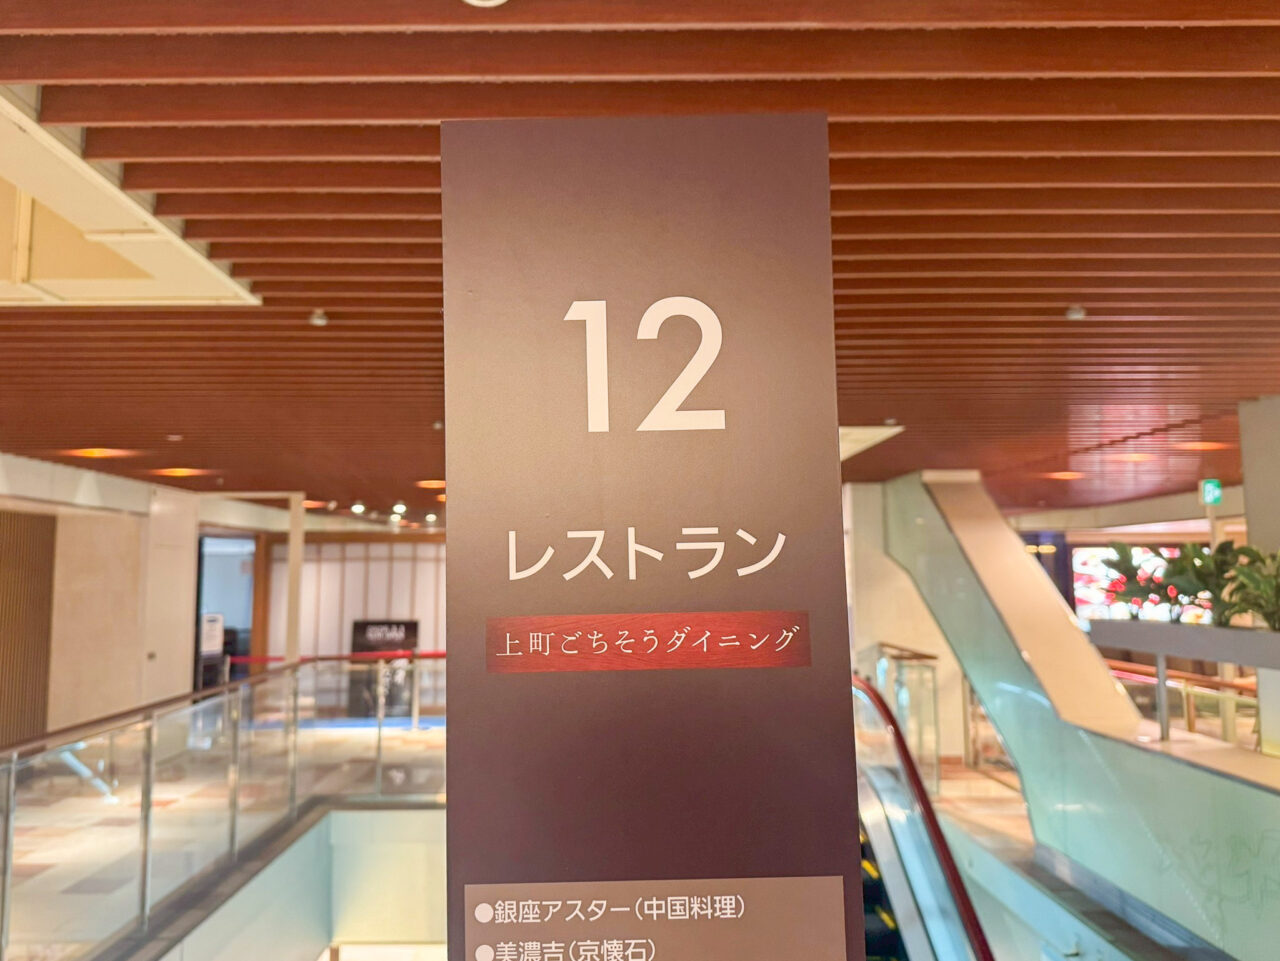 12
レストラン
上町ごちそうダイニング
●銀座アスター(中国料理)
●美濃吉(京懐石)